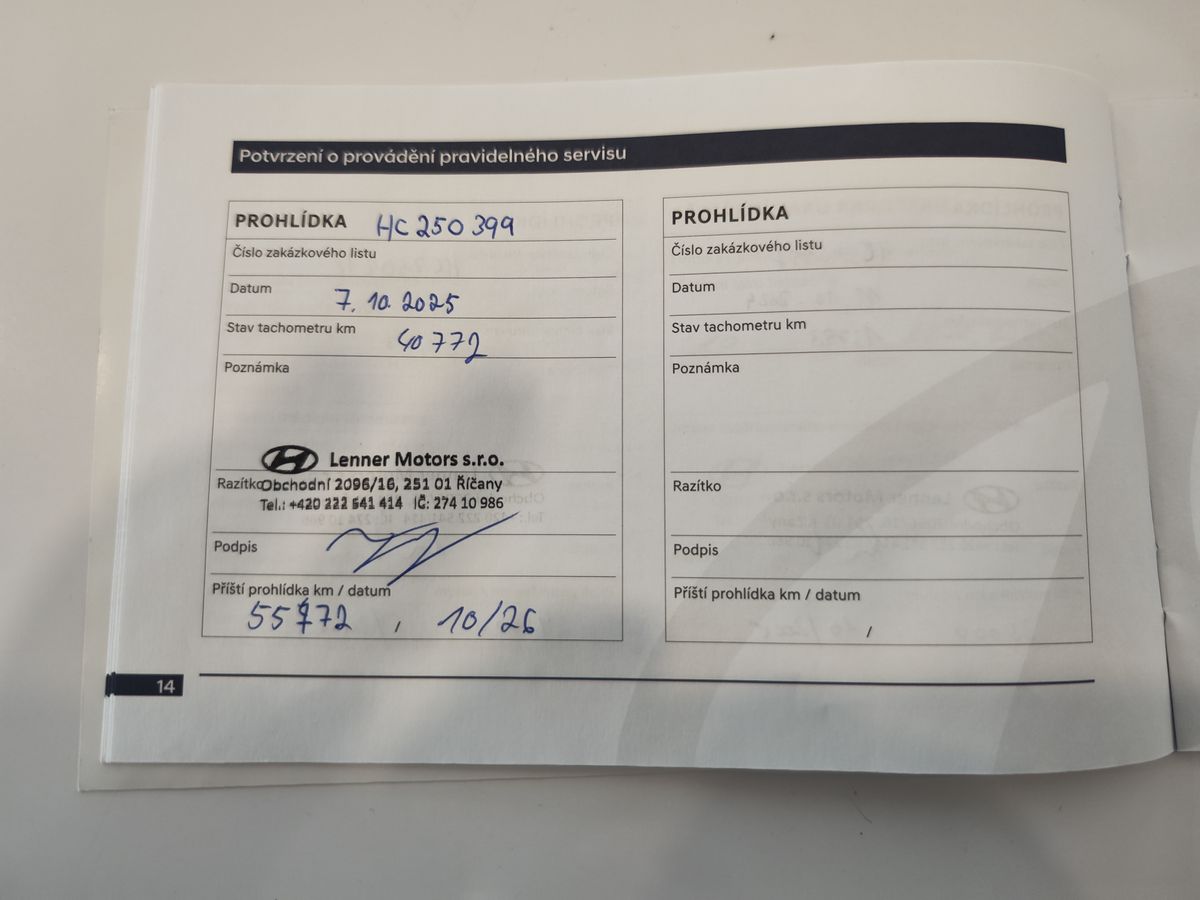 Potvrzení o provádění pravidelného servisu
PROHLÍDKA HC 250 399
Číslo zakázkového listu
Datum 7. 10. 2025
Stav tachometru km 40 772
Poznámka
Lenner Motors s.r.o.
Razítko Obchodní 2096/16, 251 01 Říčany
Tel.: +420 222 541 414 IČ: 274 10 986
Podpis
Příští prohlídka km / datum
55 772 / 10/26
PROHLÍDKA
Číslo zakázkového listu
Datum
Stav tachometru km
Poznámka
Razítko
Podpis
Příští prohlídka km / datum
/
14